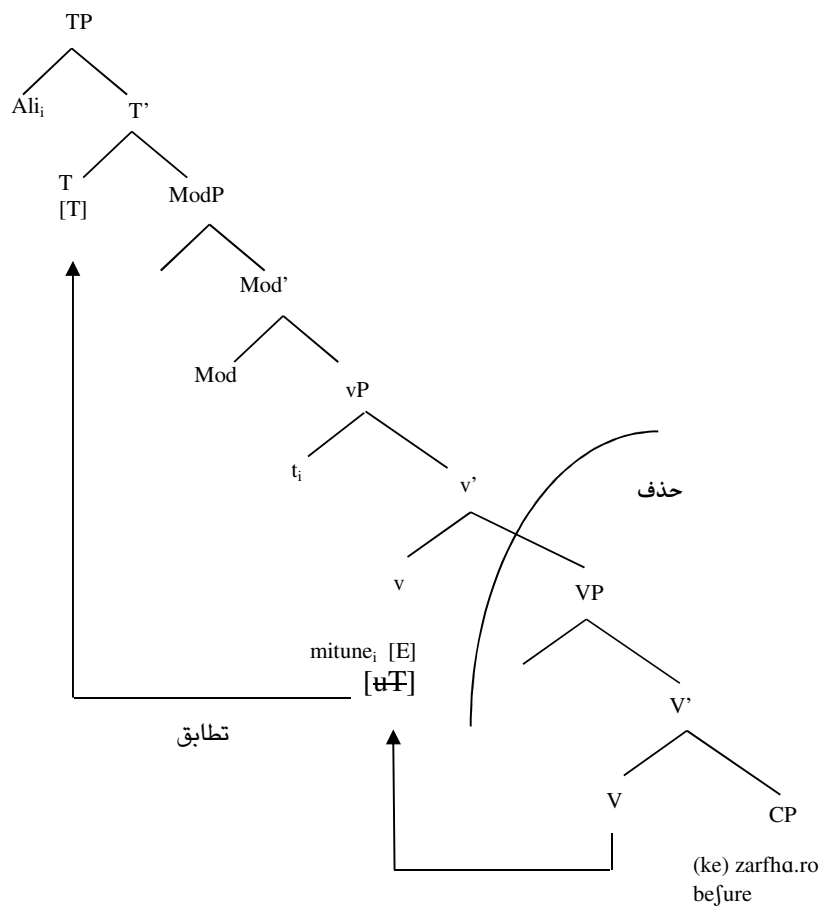 TP
Aliᵢ
T’
T
[T]
ModP
Mod’
Mod
vP
tᵢ
v’
حذف
v
VP
mituneᵢ [E]
[uT]
V’
تطابق
V
CP
(ke) zarfhɑ.ro
beʃure